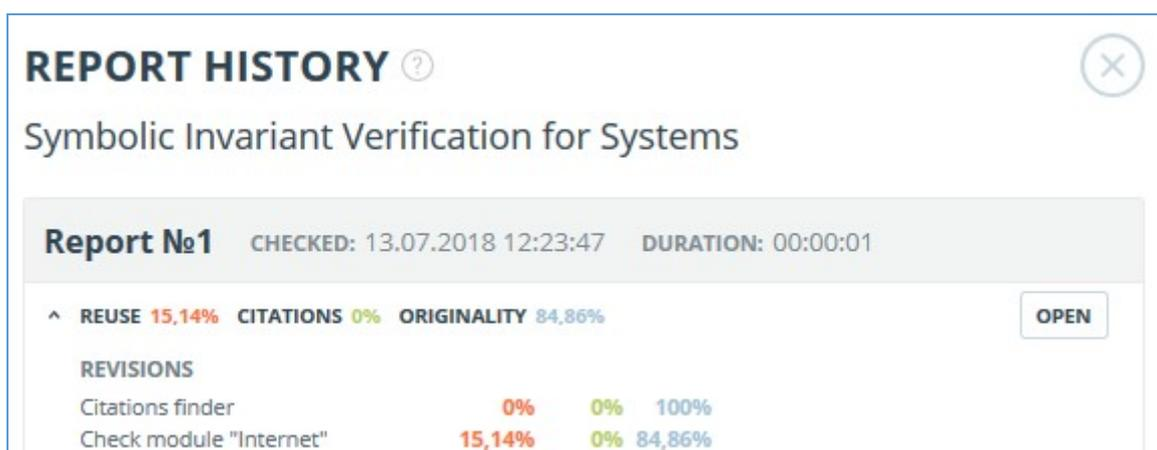 REPORT HISTORY ?
Symbolic Invariant Verification for Systems
Report №1 CHECKED: 13.07.2018 12:23:47 DURATION: 00:00:01
^ REUSE 15,14% CITATIONS 0% ORIGINALITY 84,86% OPEN
REVISIONS
Citations finder 0% 0% 100%
Check module "Internet" 15,14% 0% 84,86%